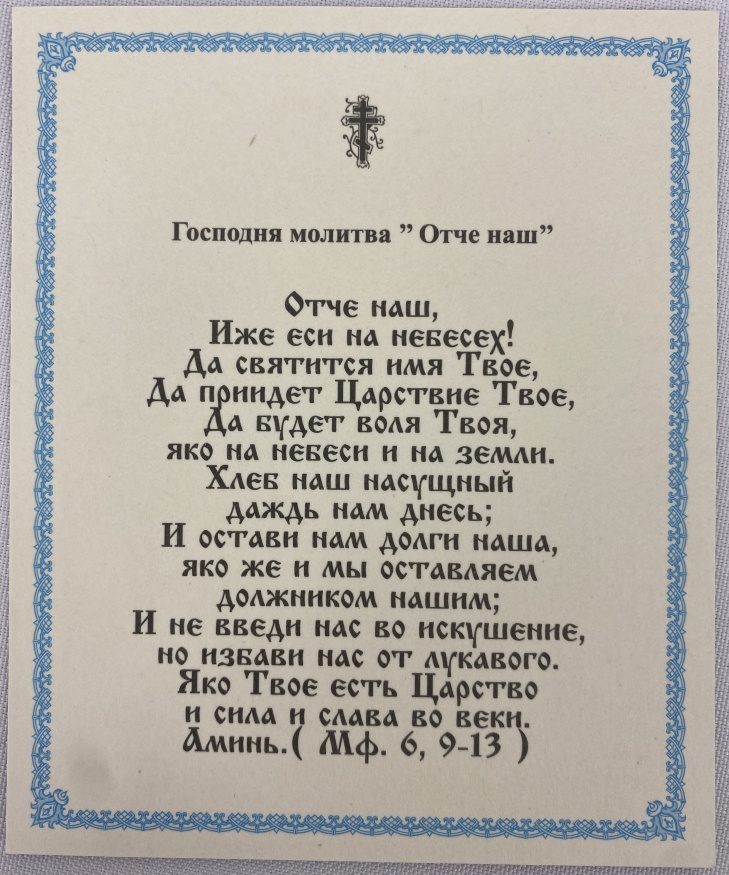 Господня молитва ” Отче наш”
Отче наш,
Иже еси на небесех!
Да святится имя Твое,
Да приидет Царствие Твое,
Да будет воля Твоя,
яко на небеси и на земли.
Хлеб наш насущный
даждь нам днесь;
И остави нам долги наша,
яко же и мы оставляем
должником нашим;
И не введи нас во искушение,
но избави нас от лукавого.
Яко Твое есть Царство
и сила и слава во веки.
Аминь.( Мф. 6, 9-13 )